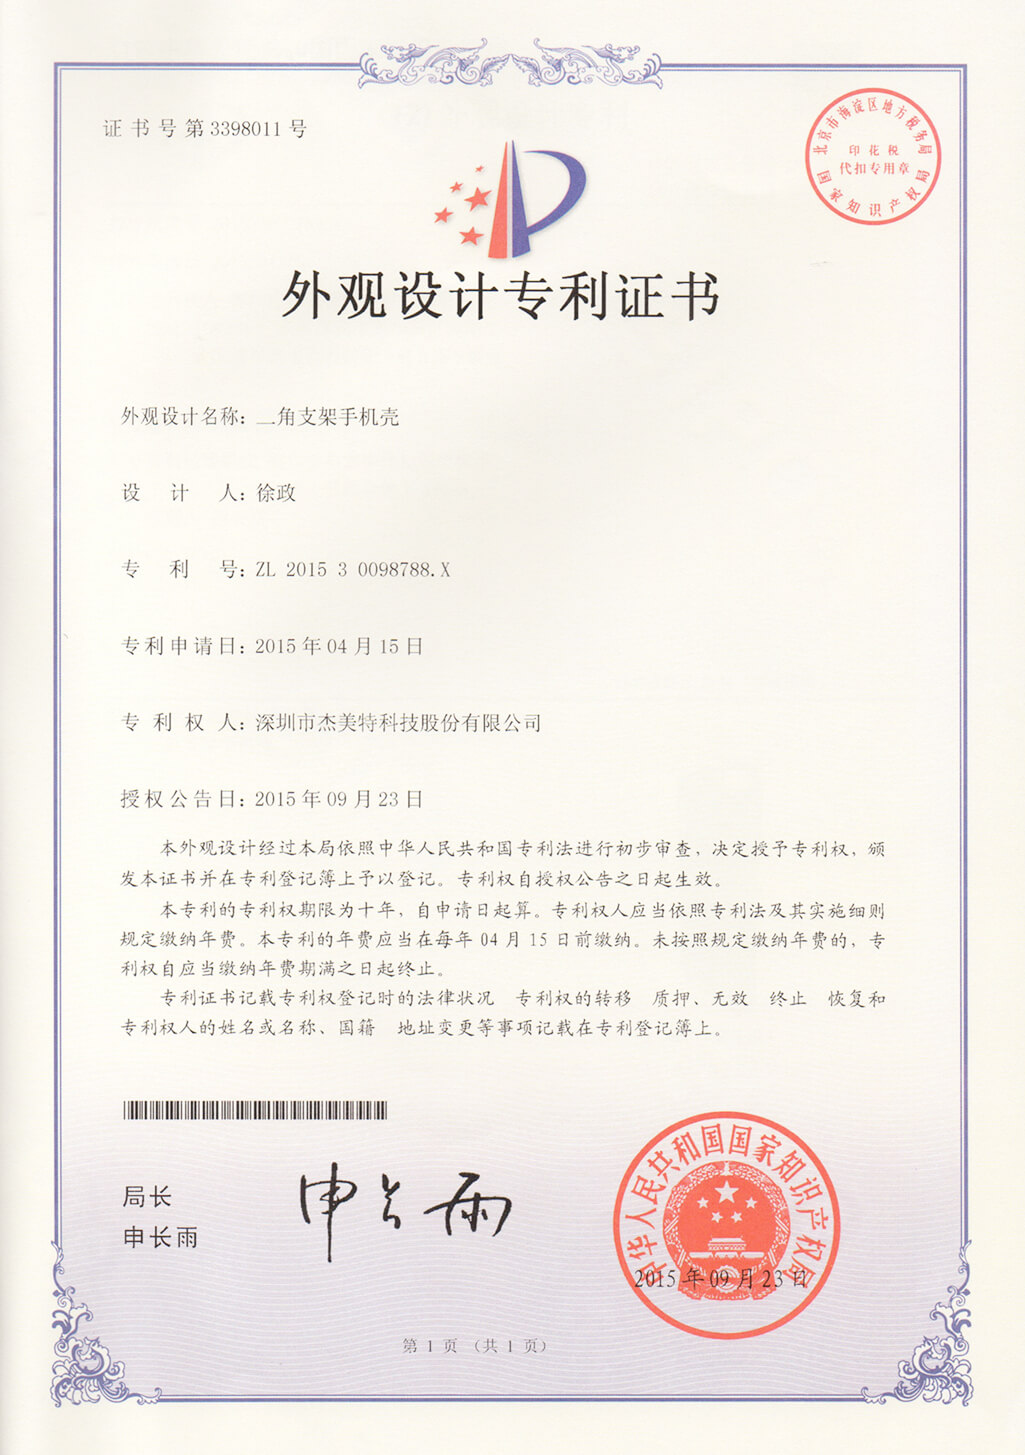 证书号第3398011号
北京市海淀区地方税务局
印花税
代扣专用章
国家知识产权局
外观设计专利证书
外观设计名称：二角支架手机壳
设计人：徐政
专利号：ZL 2015 3 0098788.X
专利申请日：2015年04月15日
专利权人：深圳市杰美特科技股份有限公司
授权公告日：2015年09月23日
本外观设计经过本局依照中华人民共和国专利法进行初步审查，决定授予专利权，颁
发本证书并在专利登记簿上予以登记。专利权自授权公告之日起生效。
本专利的专利权期限为十年，自申请日起算。专利权人应当依照专利法及其实施细则
规定缴纳年费。本专利的年费应当在每年04月15日前缴纳。未按照规定缴纳年费的，专
利权自应当缴纳年费期满之日起终止。
专利证书记载专利权登记时的法律状况 专利权的转移 质押、无效 终止 恢复和
专利权人的姓名或名称、国籍 地址变更等事项记载在专利登记簿上。
局长
申长雨
申长雨
中华人民共和国国家知识产权局
2015年09月23日
第1页（共1页）